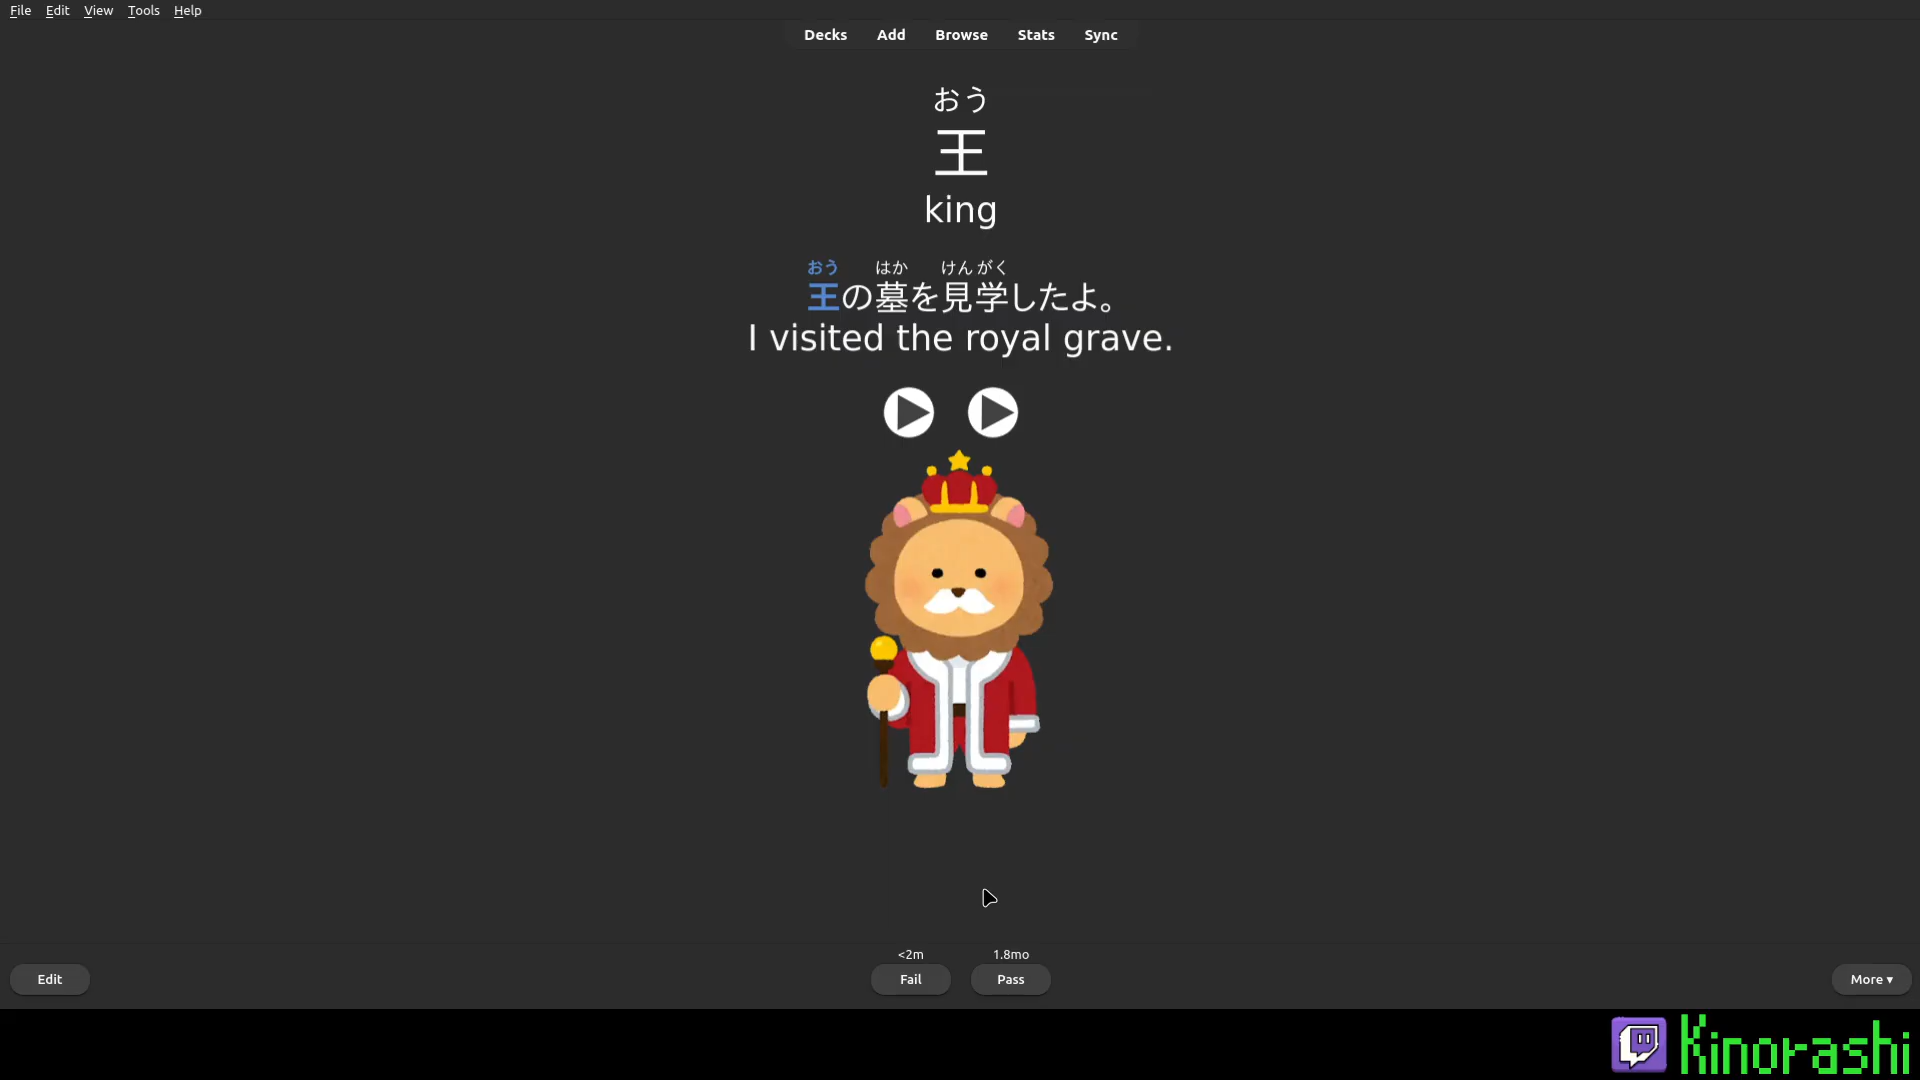 File Edit View Tools Help
Decks Add Browse Stats Sync
おう
王
king
おう はか けんがく
王の墓を見学したよ。
I visited the royal grave.
<2m 1.8mo
Edit Fail Pass More ▾
Kinorashi